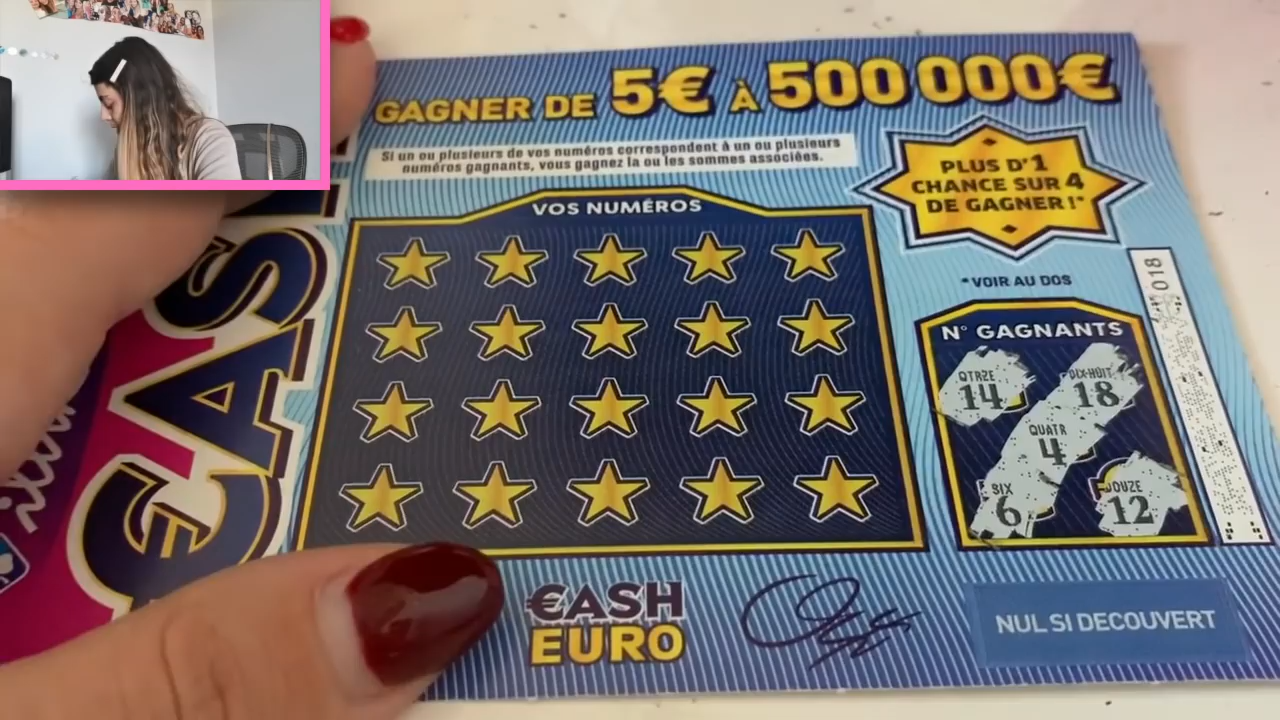 GAGNER DE 5€ À 500 000€
Si un ou plusieurs de vos numéros correspondent à un ou plusieurs
numéros gagnants, vous gagnez la ou les sommes associées.
PLUS D'1
CHANCE SUR 4
DE GAGNER !*
*VOIR AU DOS
VOS NUMÉROS
N° GAGNANTS
QTRZE
14
DIX-HUIT
18
QUATR
4
SIX
6
DOUZE
12
018
€AS
€ASH
EURO
NUL SI DECOUVERT